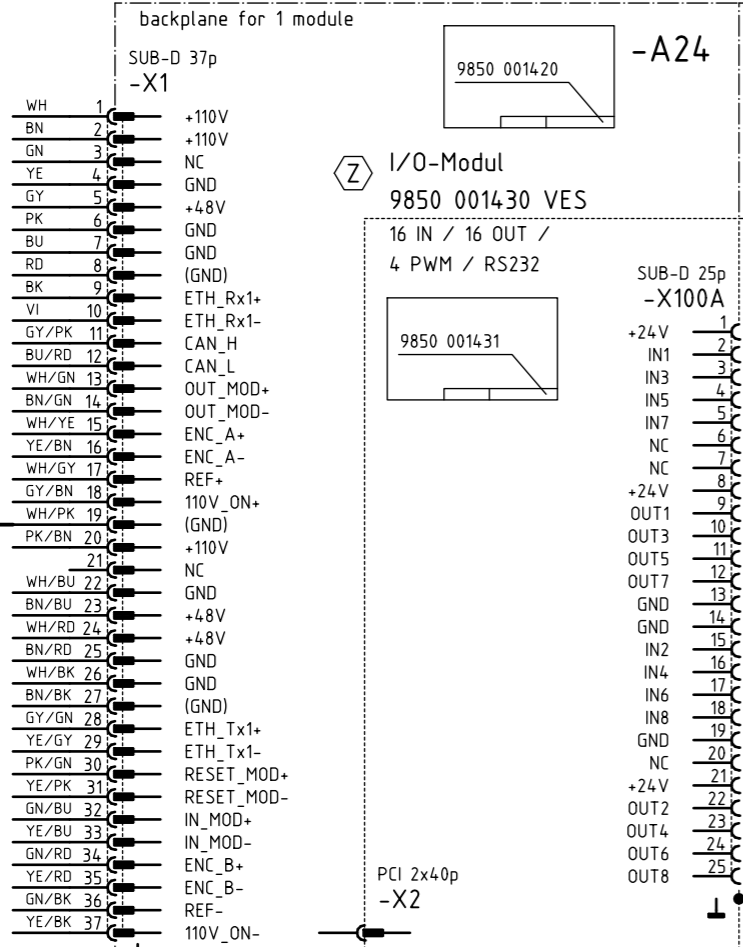 backplane for 1 module
SUB-D 37p
-X1
-A24
9850 001420
Z
I/O-Modul
9850 001430 VES
16 IN / 16 OUT /
4 PWM / RS232
9850 001431
SUB-D 25p
-X100A
WH 1 +110V
BN 2 +110V
GN 3 NC
YE 4 GND
GY 5 +48V
PK 6 GND
BU 7 GND
RD 8 (GND)
BK 9 ETH_Rx1+
VI 10 ETH_Rx1-
GY/PK 11 CAN_H
BU/RD 12 CAN_L
WH/GN 13 OUT_MOD+
BN/GN 14 OUT_MOD-
WH/YE 15 ENC_A+
YE/BN 16 ENC_A-
WH/GY 17 REF+
GY/BN 18 110V_ON+
WH/PK 19 (GND)
PK/BN 20 +110V
21 NC
WH/BU 22 GND
BN/BU 23 +48V
WH/RD 24 +48V
BN/RD 25 GND
WH/BK 26 GND
BN/BK 27 (GND)
GY/GN 28 ETH_Tx1+
YE/GY 29 ETH_Tx1-
PK/GN 30 RESET_MOD+
YE/PK 31 RESET_MOD-
GN/BU 32 IN_MOD+
YE/BU 33 IN_MOD-
GN/RD 34 ENC_B+
YE/RD 35 ENC_B-
GN/BK 36 REF-
YE/BK 37 110V_ON-
+24V 1
IN1 2
IN3 3
IN5 4
IN7 5
NC 6
NC 7
+24V 8
OUT1 9
OUT3 10
OUT5 11
OUT7 12
GND 13
GND 14
IN2 15
IN4 16
IN6 17
IN8 18
GND 19
NC 20
+24V 21
OUT2 22
OUT4 23
OUT6 24
OUT8 25
PCI 2x40p
-X2